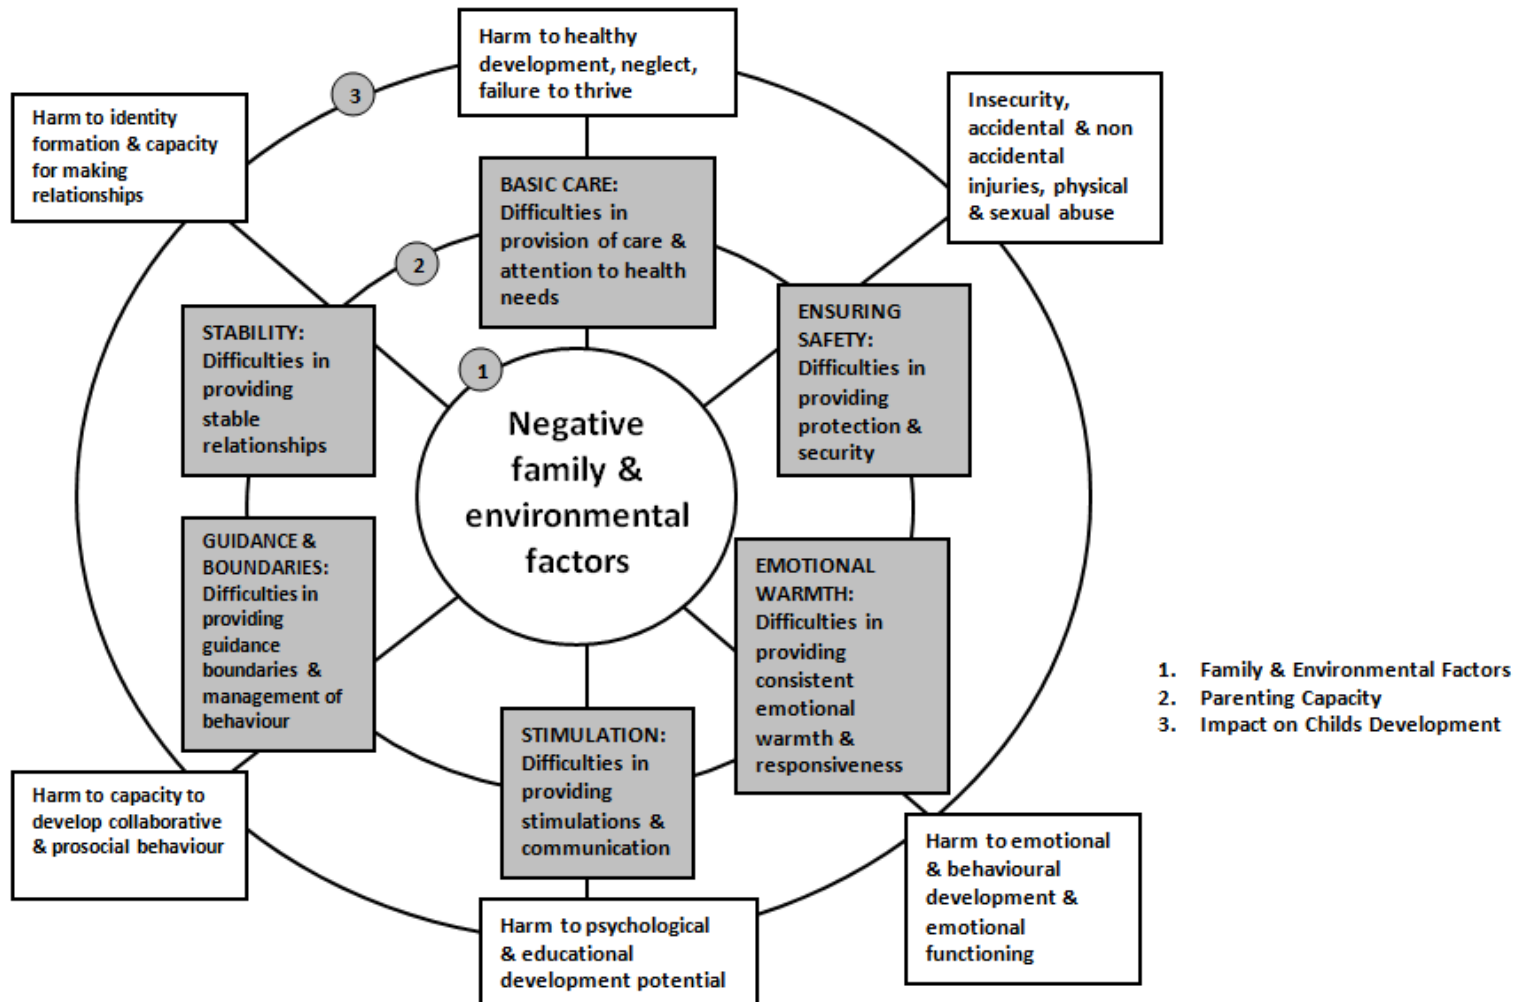 Harm to healthy
development, neglect,
failure to thrive
3
Harm to identity
formation & capacity
for making
relationships
Insecurity,
accidental & non
accidental
injuries, physical
& sexual abuse
BASIC CARE:
Difficulties in
provision of care &
attention to health
needs
2
STABILITY:
Difficulties in
providing
stable
relationships
ENSURING
SAFETY:
Difficulties in
providing
protection &
security
1
Negative
family &
environmental
factors
GUIDANCE &
BOUNDARIES:
Difficulties in
providing
guidance
boundaries &
management of
behaviour
EMOTIONAL
WARMTH:
Difficulties in
providing
consistent
emotional
warmth &
responsiveness
STIMULATION:
Difficulties in
providing
stimulations &
communication
1. Family & Environmental Factors
2. Parenting Capacity
3. Impact on Childs Development
Harm to capacity to
develop collaborative
& prosocial behaviour
Harm to psychological
& educational
development potential
Harm to emotional
& behavioural
development &
emotional
functioning